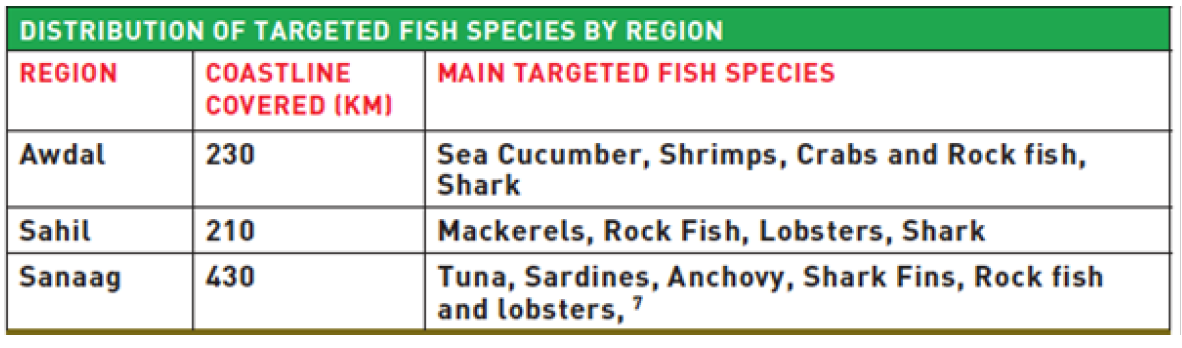 DISTRIBUTION OF TARGETED FISH SPECIES BY REGION
REGION COASTLINE COVERED (KM) MAIN TARGETED FISH SPECIES
Awdal 230 Sea Cucumber, Shrimps, Crabs and Rock fish,
Shark
Sahil 210 Mackerels, Rock Fish, Lobsters, Shark
Sanaag 430 Tuna, Sardines, Anchovy, Shark Fins, Rock fish
and lobsters, ⁷